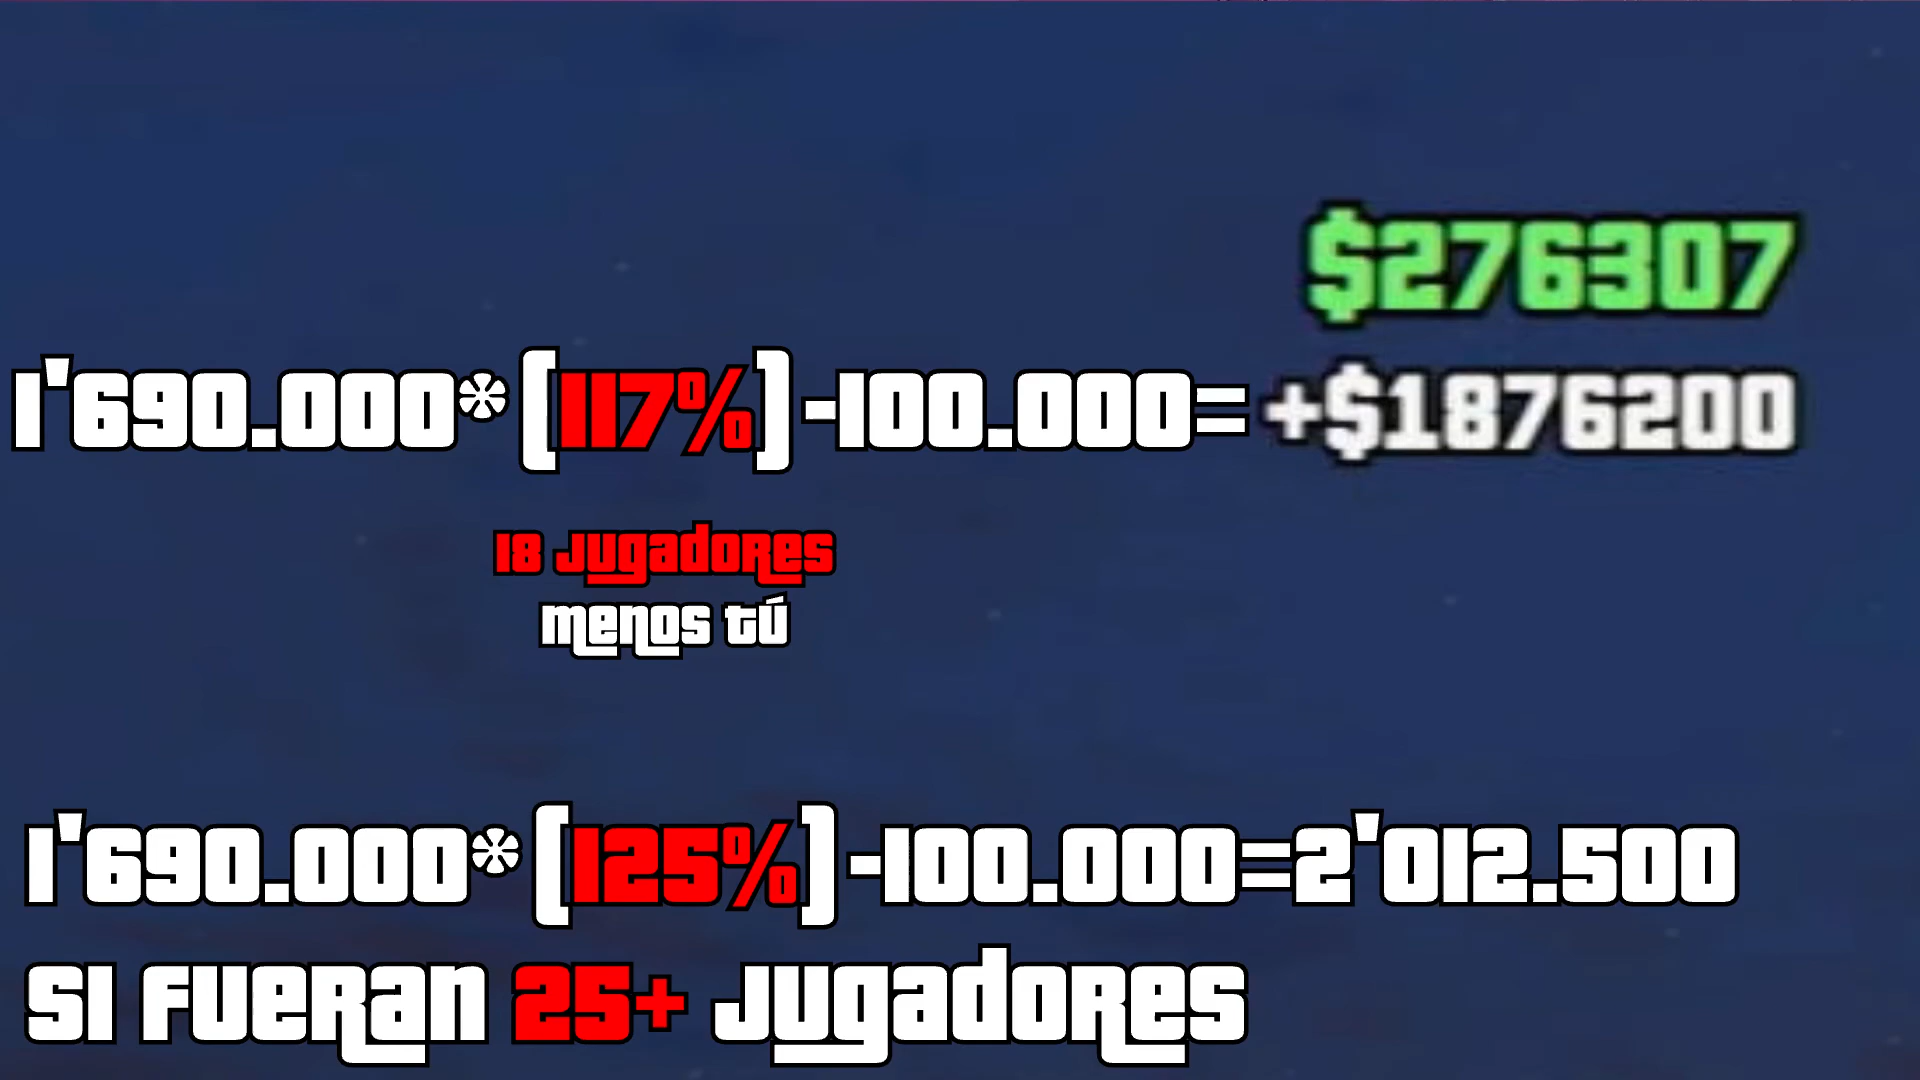 $276307
1'690.000*(117%)-100.000= +$1876200
18 Jugadores
menos tú
1'690.000*(125%)-100.000=2'012.500
SI FUERAN 25+ JUGADORES